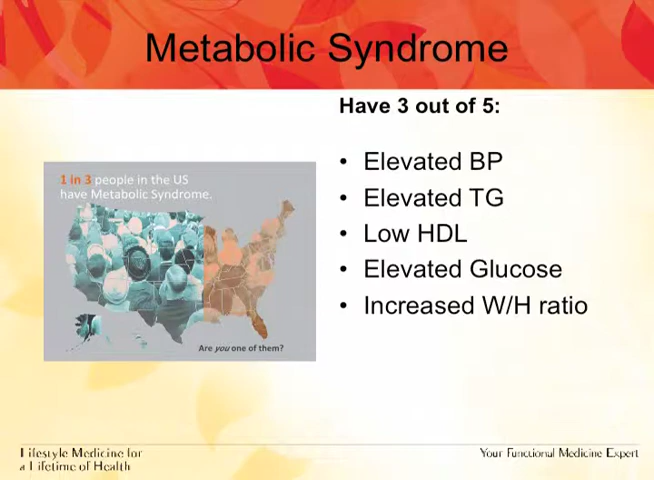 Metabolic Syndrome
Have 3 out of 5:
• Elevated BP
• Elevated TG
• Low HDL
• Elevated Glucose
• Increased W/H ratio
1 in 3 people in the US
have Metabolic Syndrome.
Are you one of them?
Lifestyle Medicine for
a Lifetime of Health
Your Functional Medicine Expert